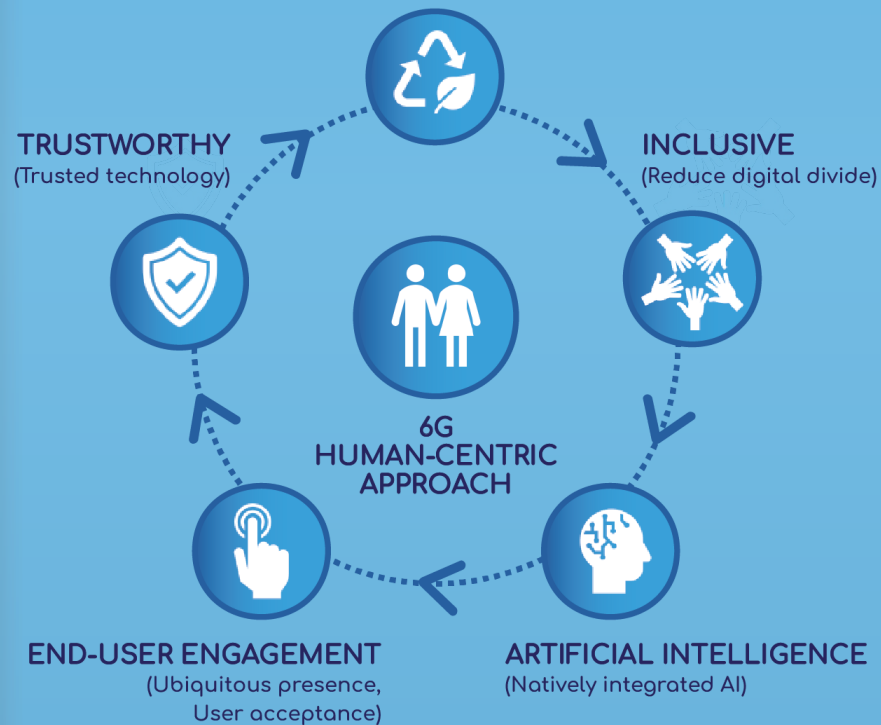 TRUSTWORTHY
(Trusted technology)
INCLUSIVE
(Reduce digital divide)
6G
HUMAN-CENTRIC
APPROACH
END-USER ENGAGEMENT
(Ubiquitous presence,
User acceptance)
ARTIFICIAL INTELLIGENCE
(Natively integrated AI)